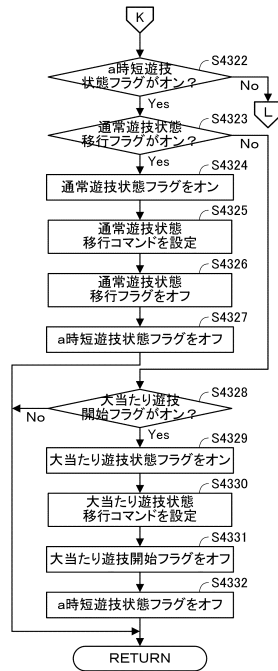 K
S4322
a時短遊技
状態フラグがオン？
No
L
Yes
S4323
通常遊技状態
移行フラグがオン？
No
Yes
S4324
通常遊技状態フラグをオン
S4325
通常遊技状態
移行コマンドを設定
S4326
通常遊技状態
移行フラグをオフ
S4327
a時短遊技状態フラグをオフ
S4328
大当たり遊技
開始フラグがオン？
No
Yes
S4329
大当たり遊技状態フラグをオン
S4330
大当たり遊技状態
移行コマンドを設定
S4331
大当たり遊技開始フラグをオフ
S4332
a時短遊技状態フラグをオフ
RETURN